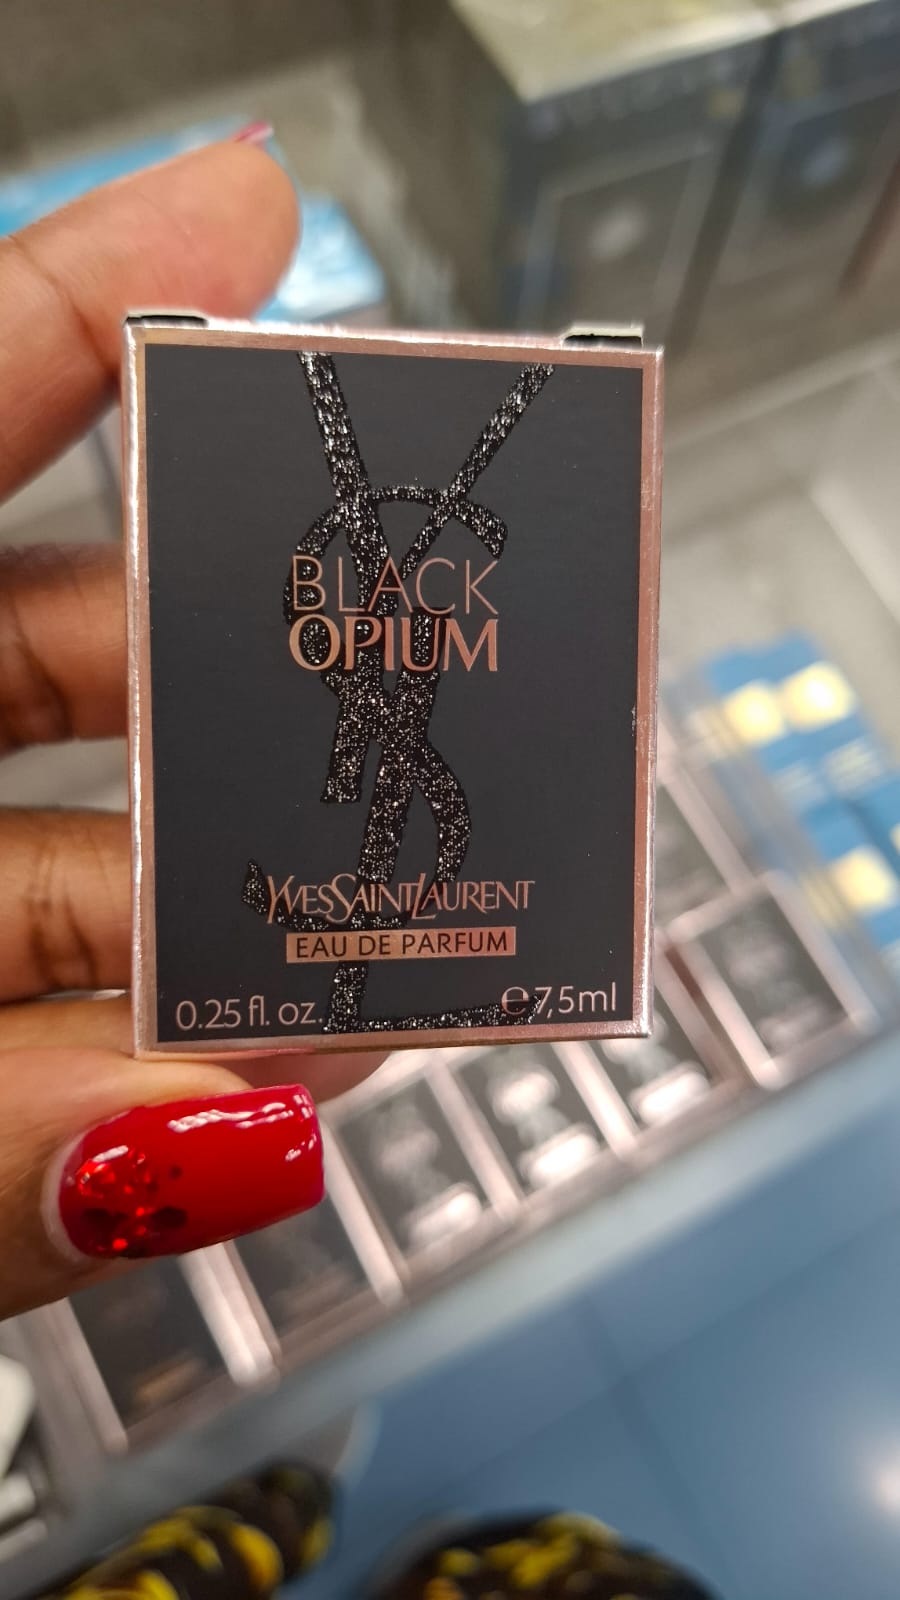 BLACK
OPIUM
YVESSAINTLAURENT
EAU DE PARFUM
0.25 fl. oz. ℮7,5ml